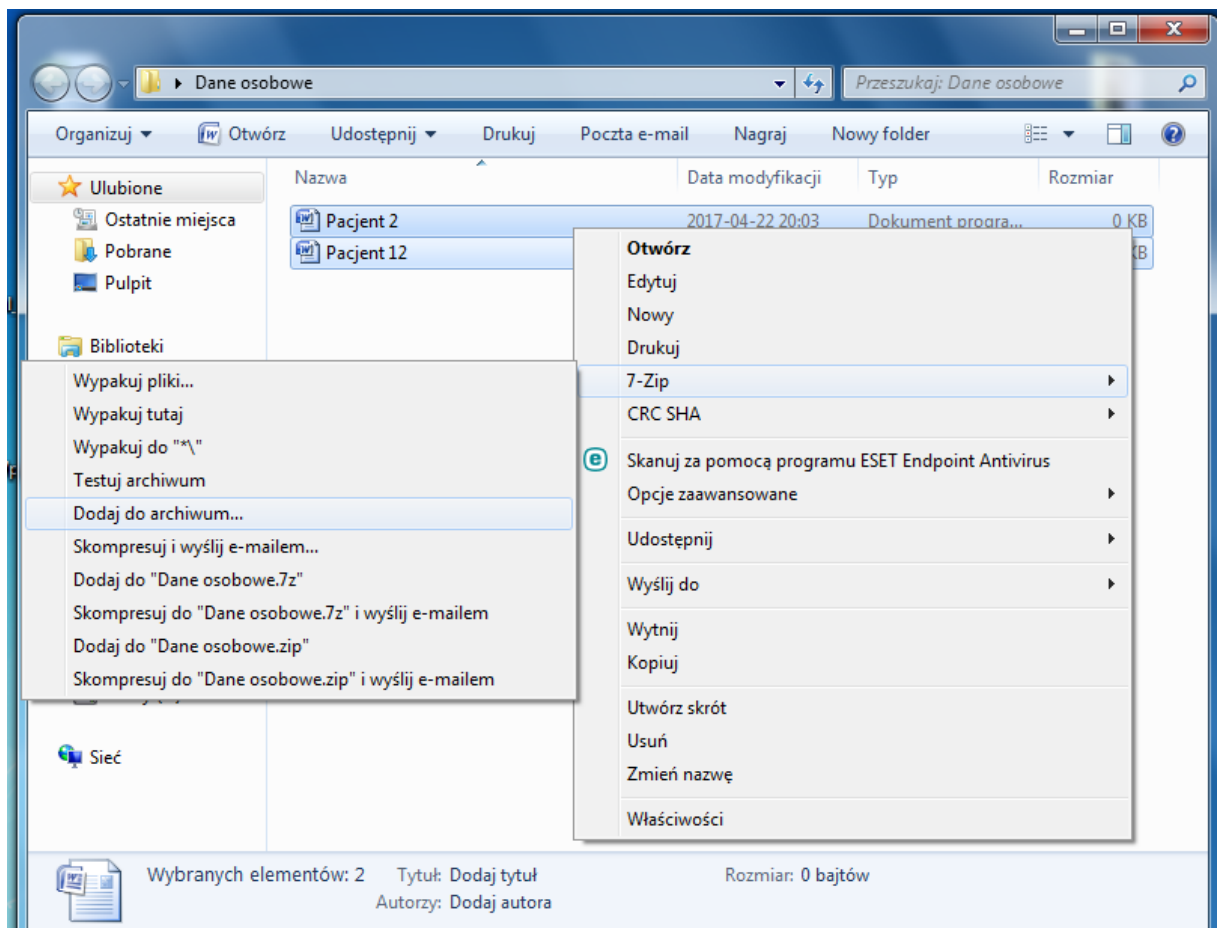 Dane osobowe
Przeszukaj: Dane osobowe
Organizuj Otwórz Udostępnij Drukuj Poczta e-mail Nagraj Nowy folder
Nazwa Data modyfikacji Typ Rozmiar
Ulubione
Ostatnie miejsca
Pobrane
Pulpit
Biblioteki
Sieć
Pacjent 2 2017-04-22 20:03 Dokument progra... 0 KB
Pacjent 12 KB
Otwórz
Edytuj
Nowy
Drukuj
7-Zip
CRC SHA
Skanuj za pomocą programu ESET Endpoint Antivirus
Opcje zaawansowane
Udostępnij
Wyślij do
Wytnij
Kopiuj
Utwórz skrót
Usuń
Zmień nazwę
Właściwości
Wypakuj pliki...
Wypakuj tutaj
Wypakuj do "*\"
Testuj archiwum
Dodaj do archiwum...
Skompresuj i wyślij e-mailem...
Dodaj do "Dane osobowe.7z"
Skompresuj do "Dane osobowe.7z" i wyślij e-mailem
Dodaj do "Dane osobowe.zip"
Skompresuj do "Dane osobowe.zip" i wyślij e-mailem
Wybranych elementów: 2 Tytuł: Dodaj tytuł Rozmiar: 0 bajtów
Autorzy: Dodaj autora